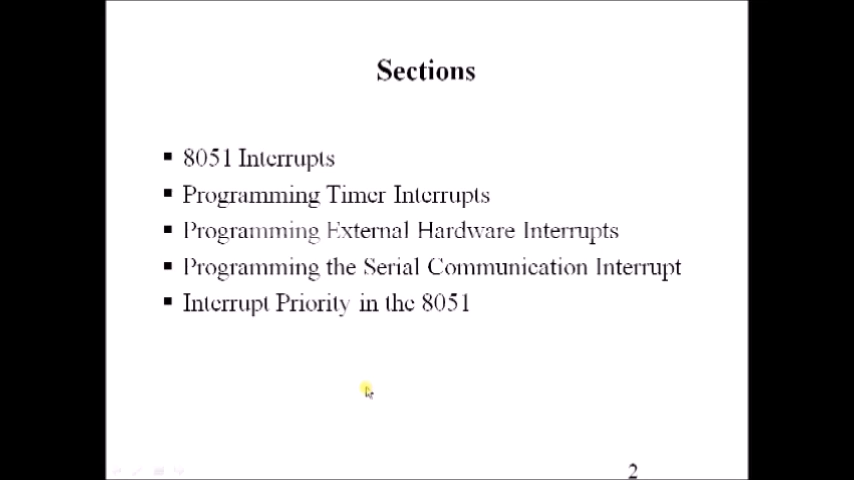 Sections
▪ 8051 Interrupts
▪ Programming Timer Interrupts
▪ Programming External Hardware Interrupts
▪ Programming the Serial Communication Interrupt
▪ Interrupt Priority in the 8051
2